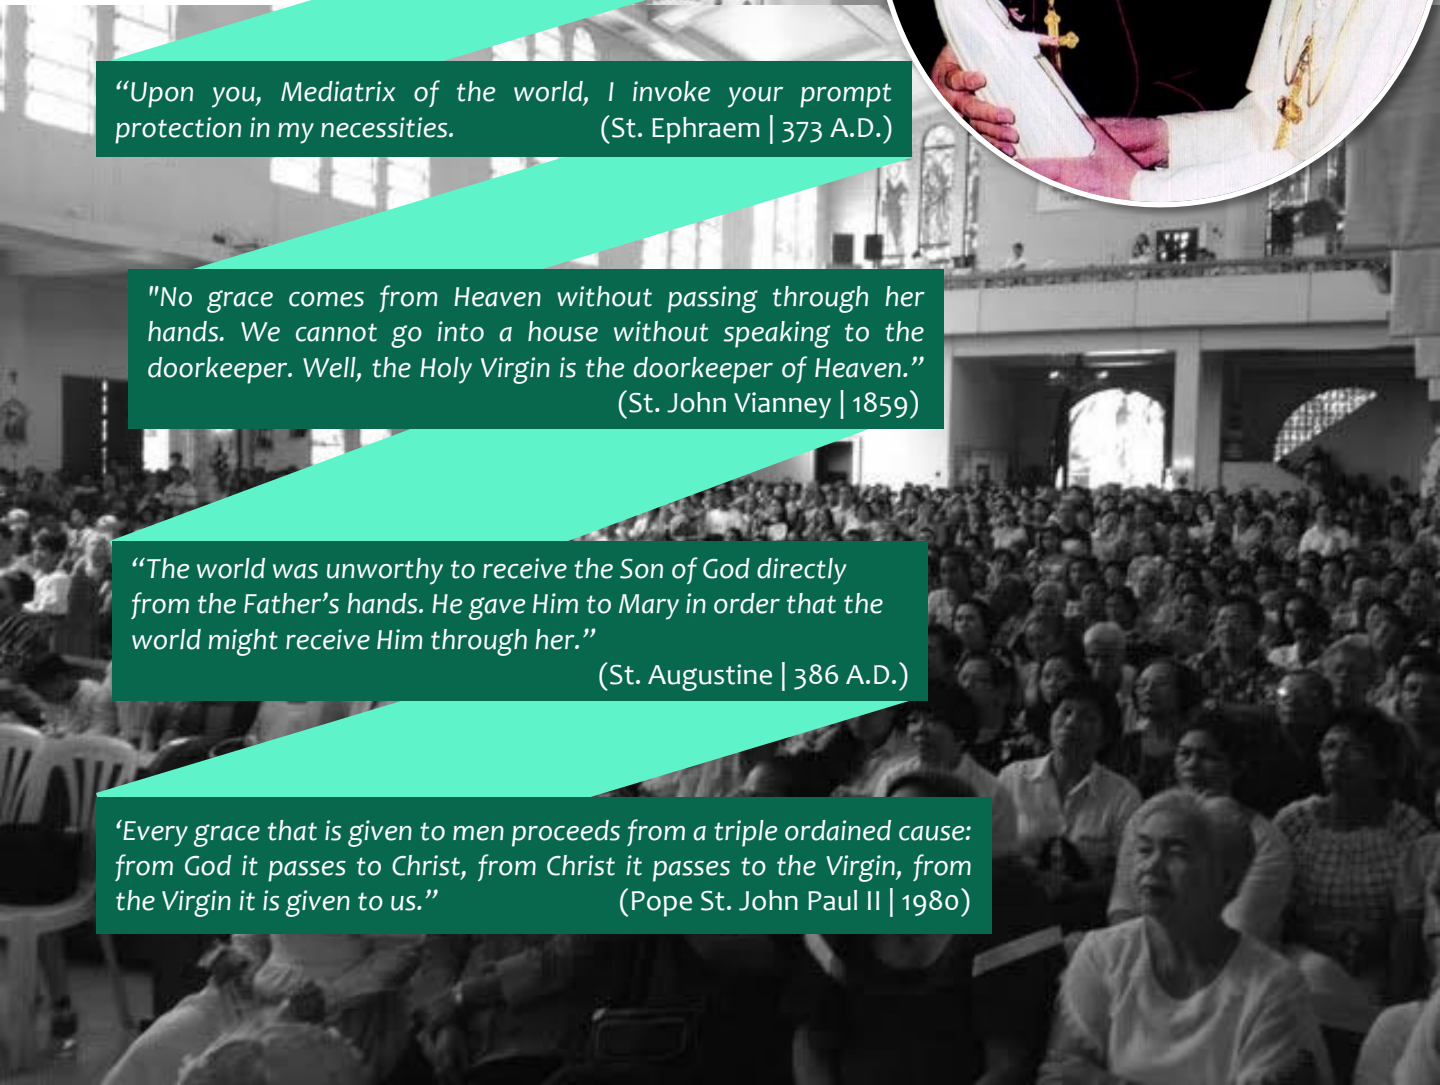 “Upon you, Mediatrix of the world, I invoke your prompt
protection in my necessities. (St. Ephraem | 373 A.D.)
"No grace comes from Heaven without passing through her
hands. We cannot go into a house without speaking to the
doorkeeper. Well, the Holy Virgin is the doorkeeper of Heaven.”
(St. John Vianney | 1859)
“The world was unworthy to receive the Son of God directly
from the Father’s hands. He gave Him to Mary in order that the
world might receive Him through her.”
(St. Augustine | 386 A.D.)
‘Every grace that is given to men proceeds from a triple ordained cause:
from God it passes to Christ, from Christ it passes to the Virgin, from
the Virgin it is given to us.” (Pope St. John Paul II | 1980)